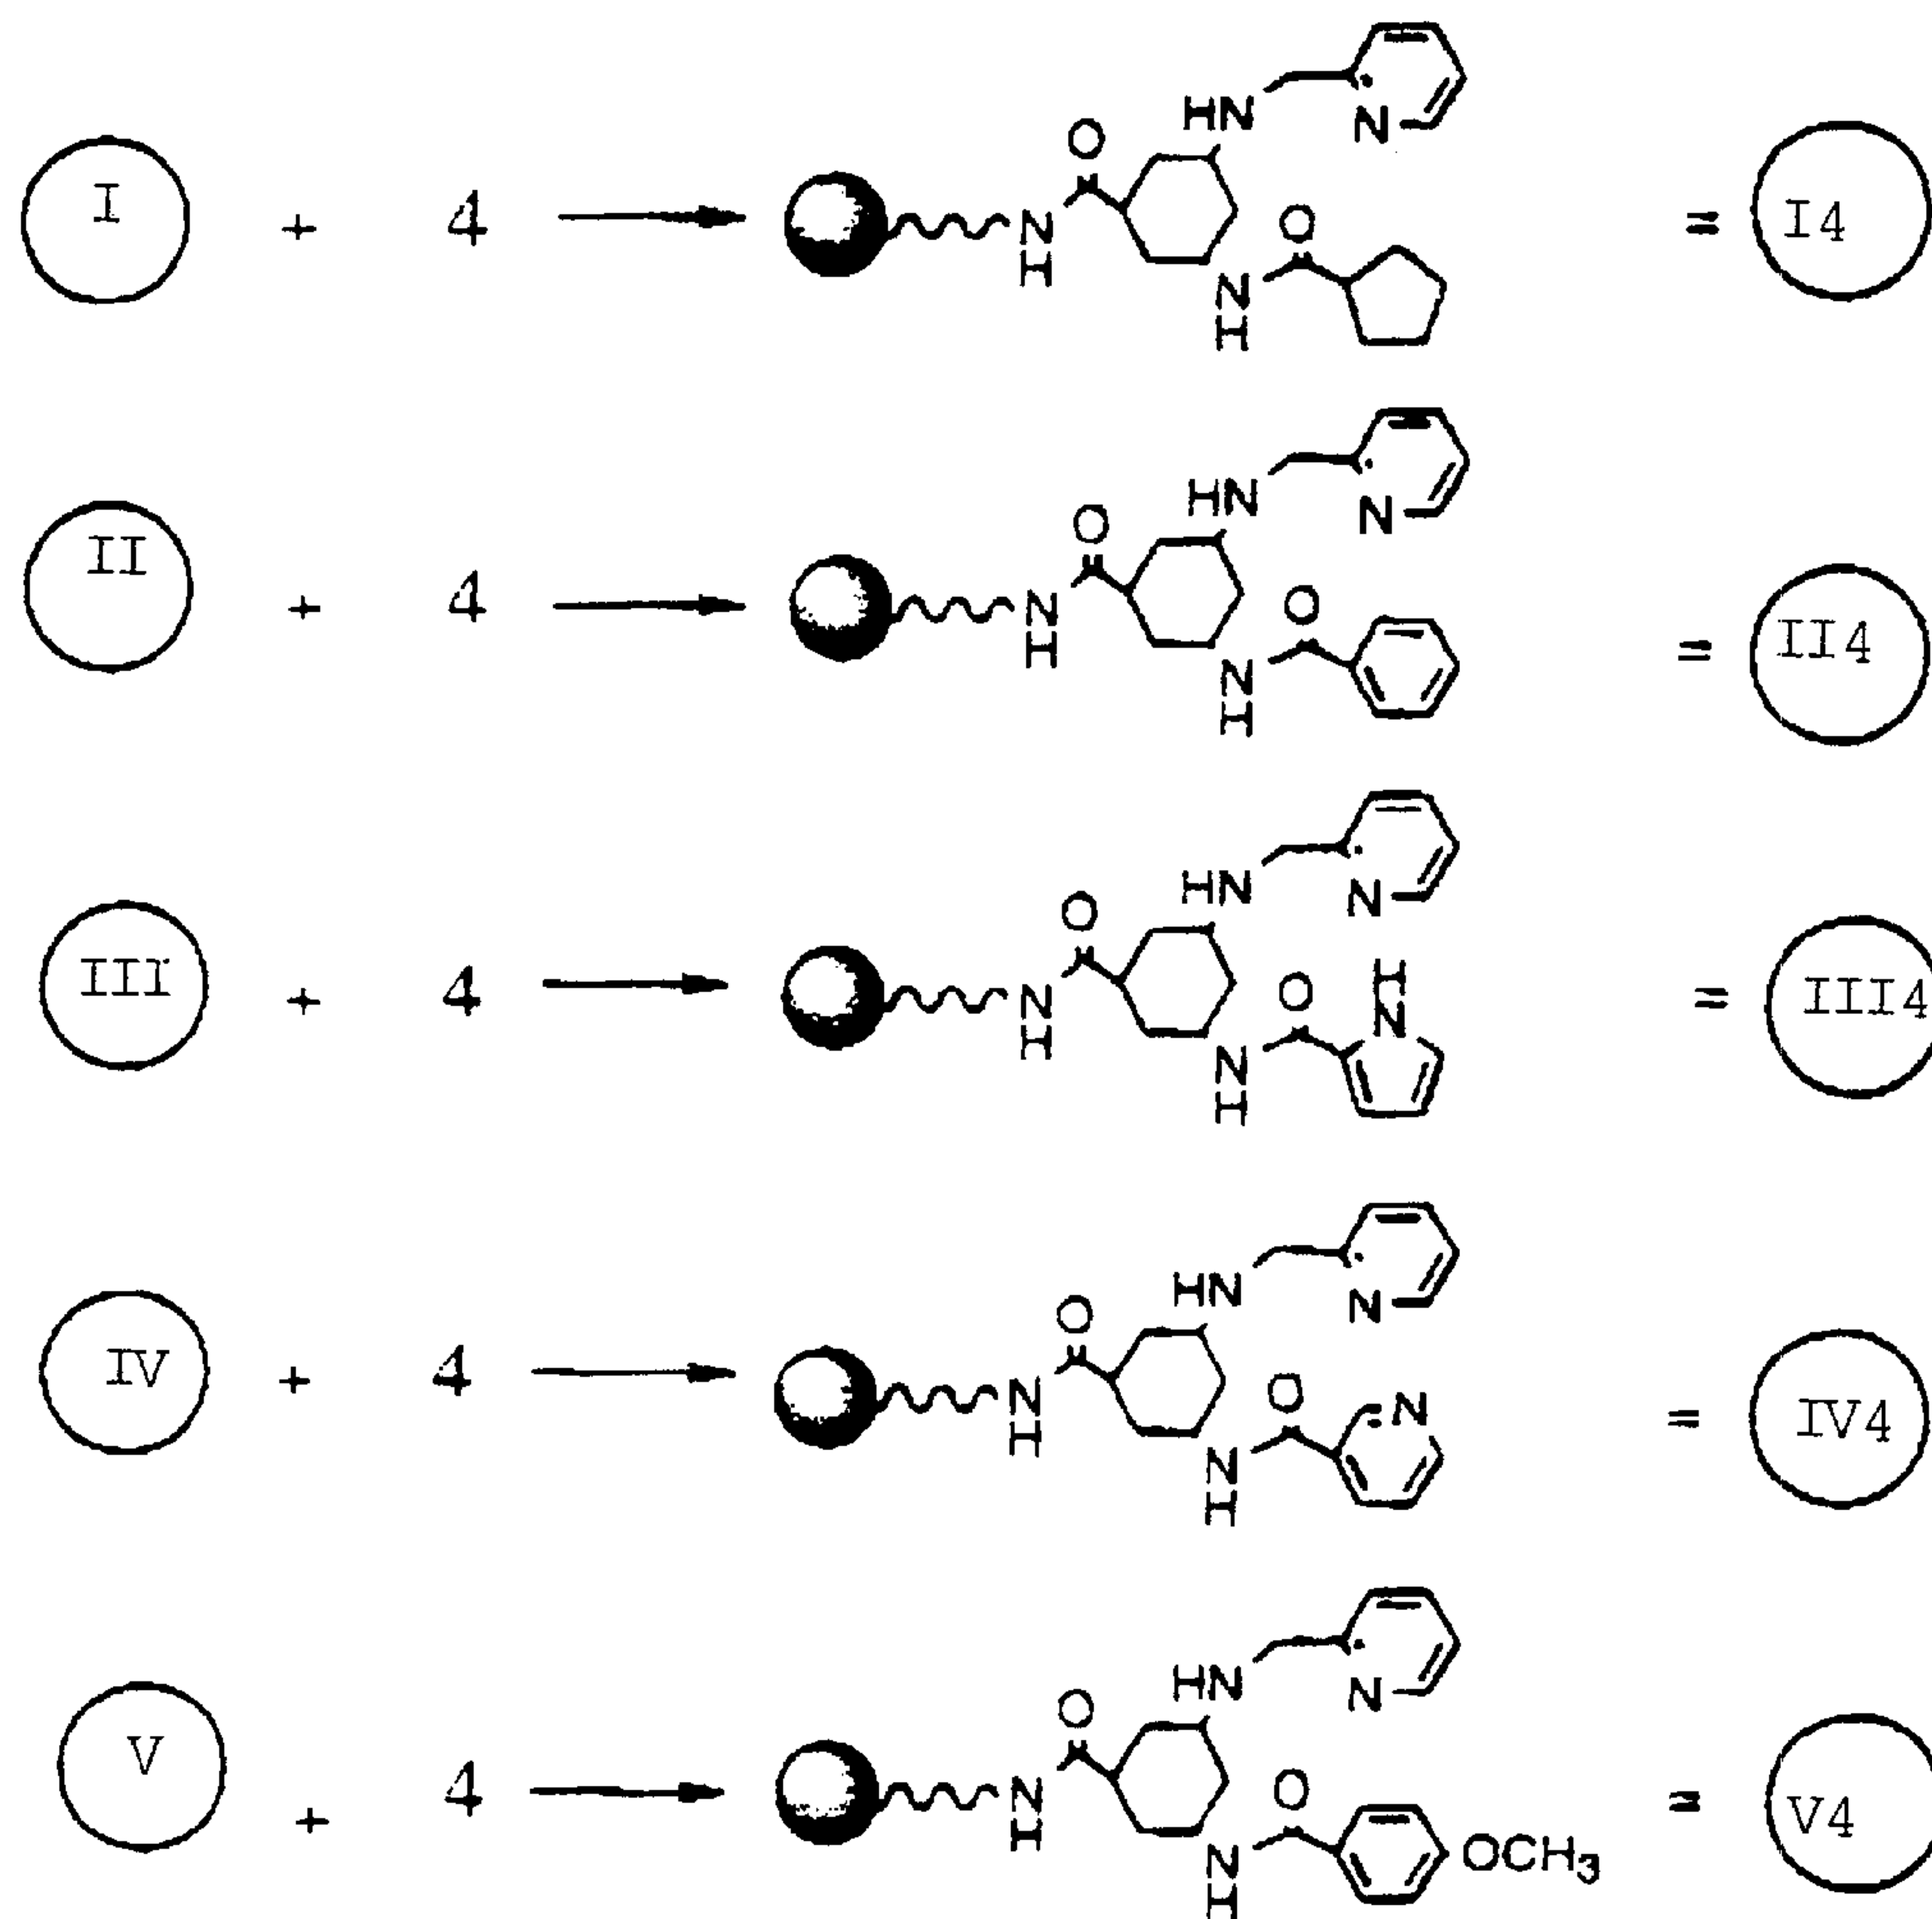 HN
N
O
I + 4 N = I4
H
O
N
H
HN
N
O
II + 4 N = II4
H
O
N
H
HN
N
O
III + 4 N = III4
H
O
H
N
N
H
HN
N
O
IV + 4 N = IV4
H
O
N
N
H
HN
N
O
V + 4 N = V4
H
O
OCH3
N
H